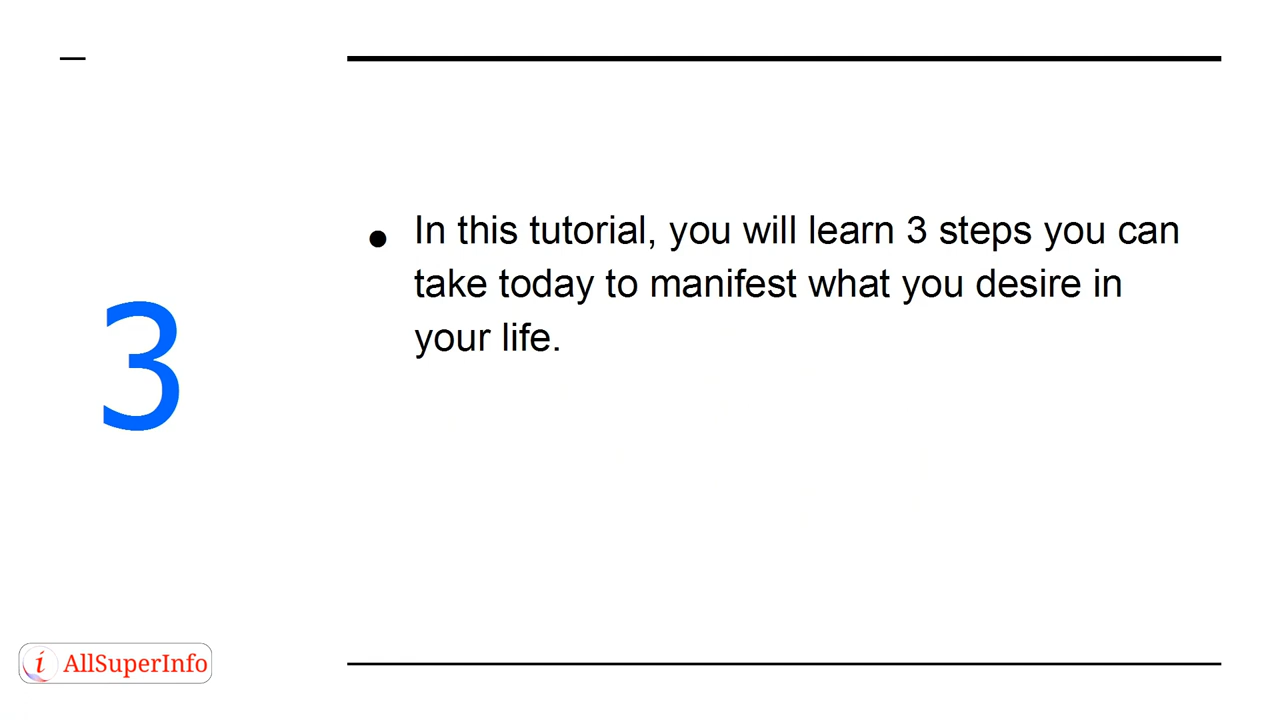 In this tutorial, you will learn 3 steps you can
take today to manifest what you desire in
your life.
3
i AllSuperInfo